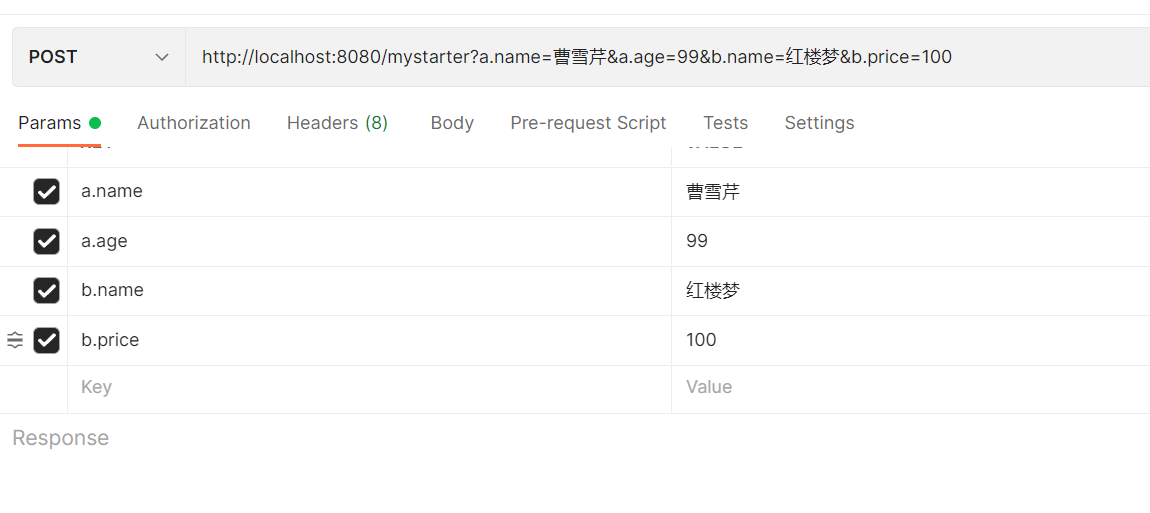 POST http://localhost:8080/mystarter?a.name=曹雪芹&a.age=99&b.name=红楼梦&b.price=100
Params Authorization Headers (8) Body Pre-request Script Tests Settings
a.name 曹雪芹
a.age 99
b.name 红楼梦
b.price 100
Key Value
Response